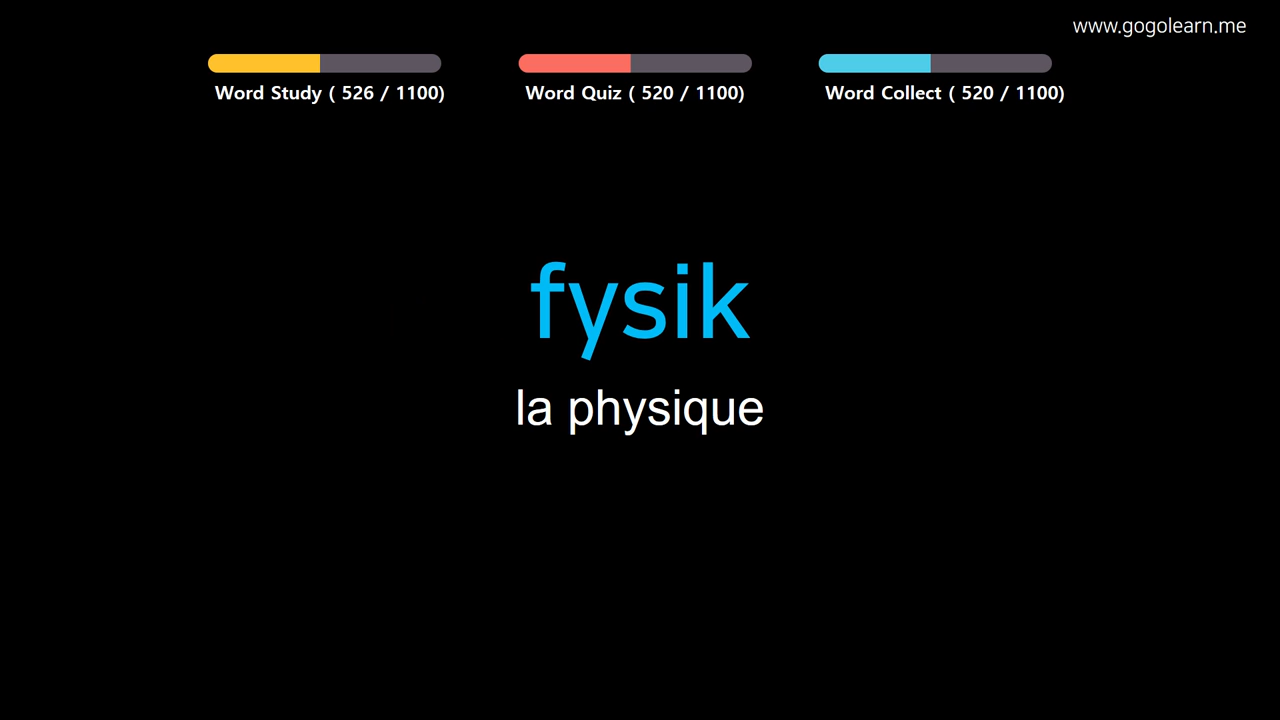 www.gogolearn.me
Word Study ( 526 / 1100)
Word Quiz ( 520 / 1100)
Word Collect ( 520 / 1100)
fysik
la physique